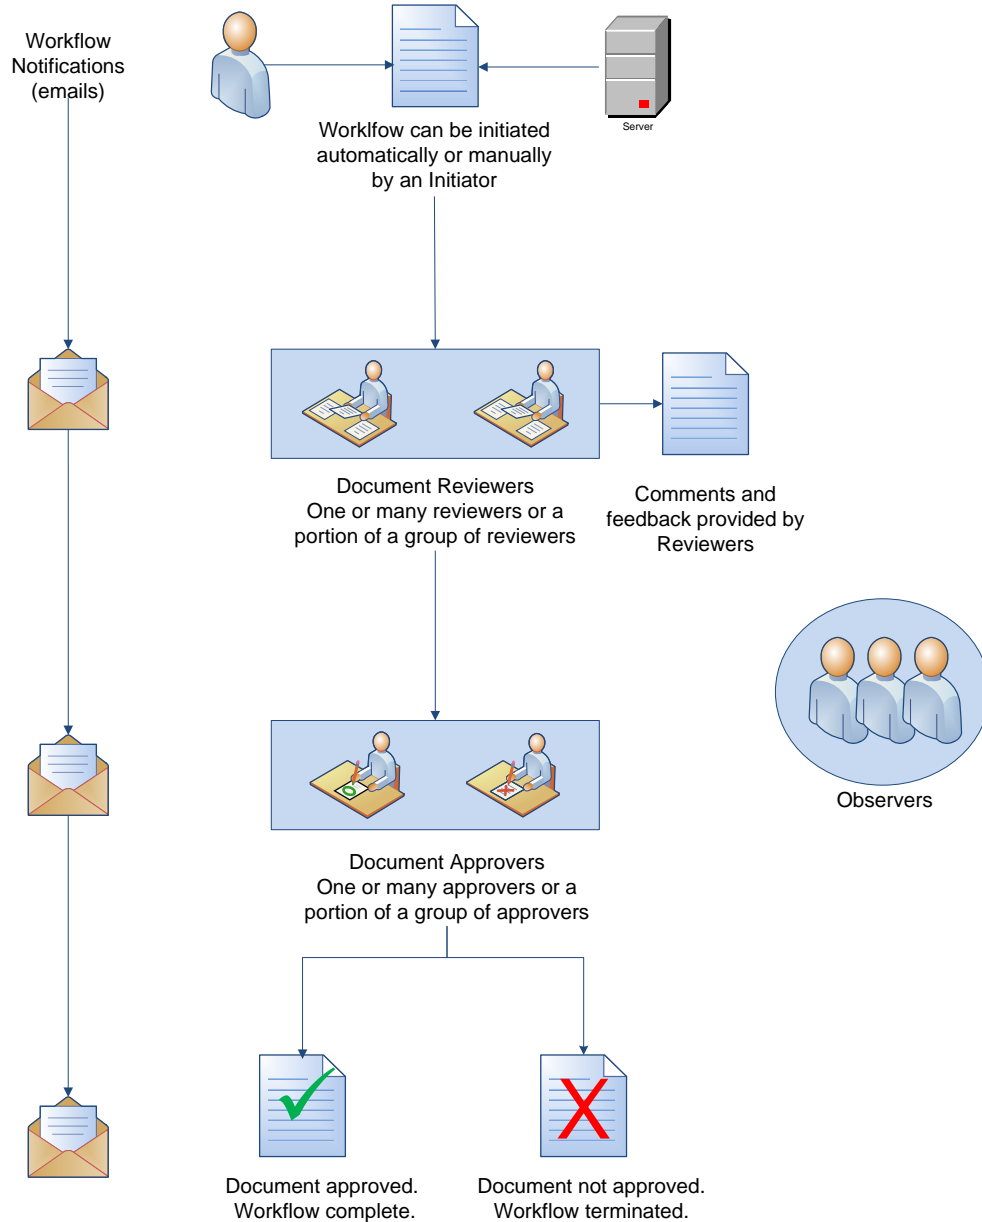 Workflow
Notifications
(emails)
Server
Worklfow can be initiated
automatically or manually
by an Initiator
Document Reviewers
One or many reviewers or a
portion of a group of reviewers
Comments and
feedback provided by
Reviewers
Observers
Document Approvers
One or many approvers or a
portion of a group of approvers
Document approved.
Workflow complete.
Document not approved.
Workflow terminated.